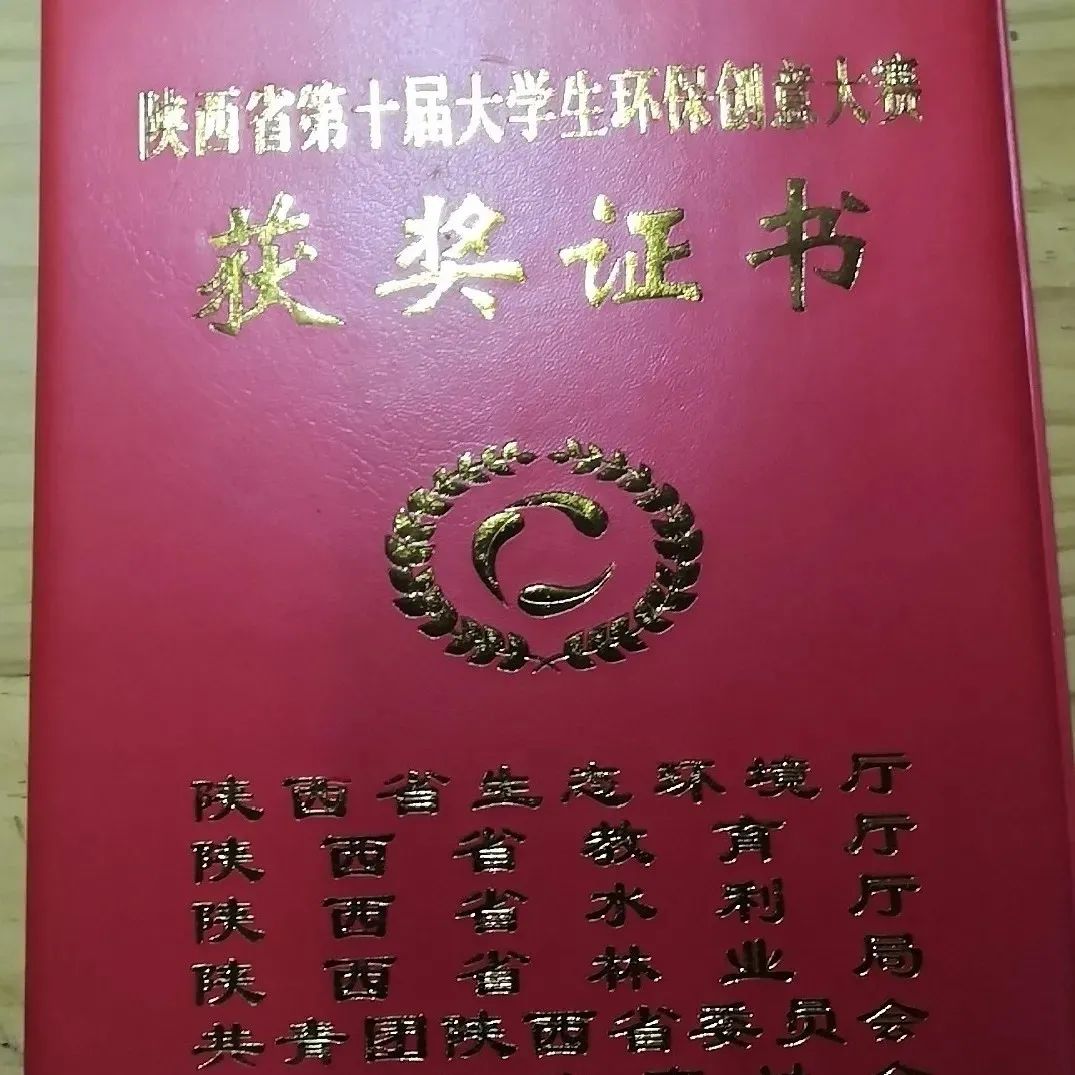 陕西省第十届大学生环保创意大赛
获奖证书
陕西省生态环境厅
陕西省教育厅
陕西省水利厅
陕西省林业局
共青团陕西省委员会